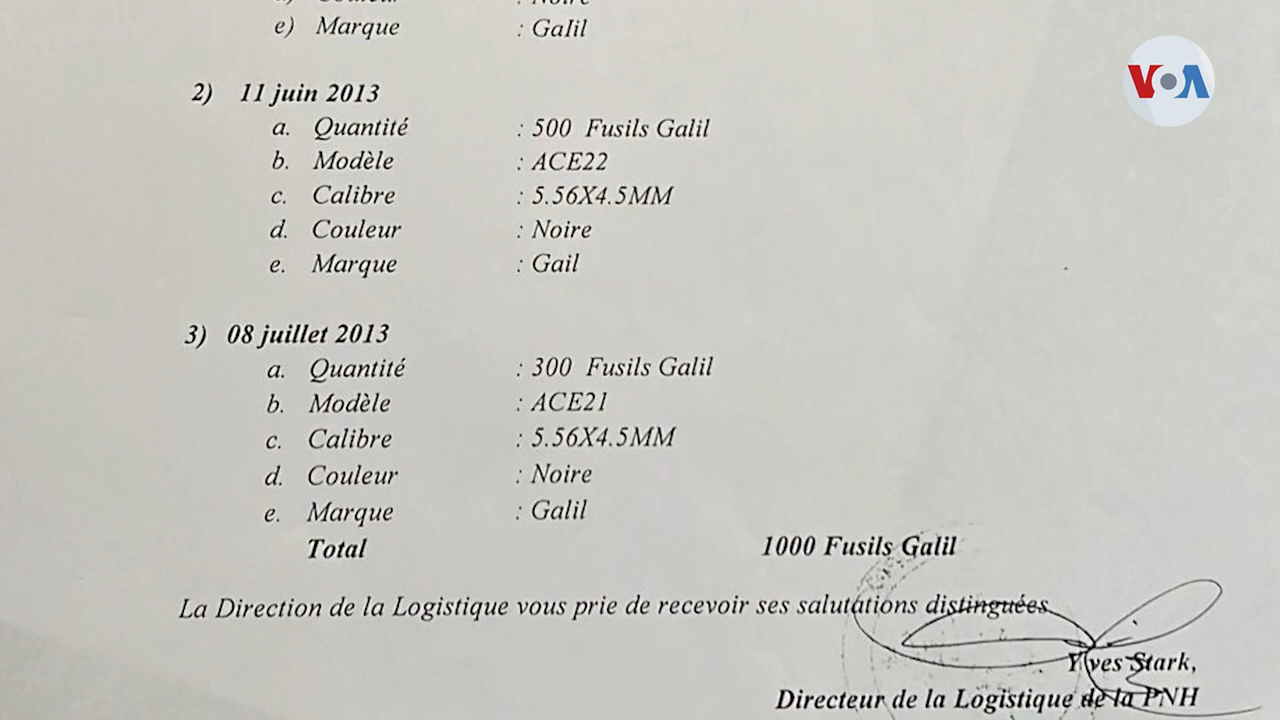 e) Marque : Galil
VOA
2) 11 juin 2013
a. Quantité : 500 Fusils Galil
b. Modèle : ACE22
c. Calibre : 5.56X4.5MM
d. Couleur : Noire
e. Marque : Gail
3) 08 juillet 2013
a. Quantité : 300 Fusils Galil
b. Modèle : ACE21
c. Calibre : 5.56X4.5MM
d. Couleur : Noire
e. Marque : Galil
Total 1000 Fusils Galil
La Direction de la Logistique vous prie de recevoir ses salutations distinguées
Yves Stark,
Directeur de la Logistique de la PNH